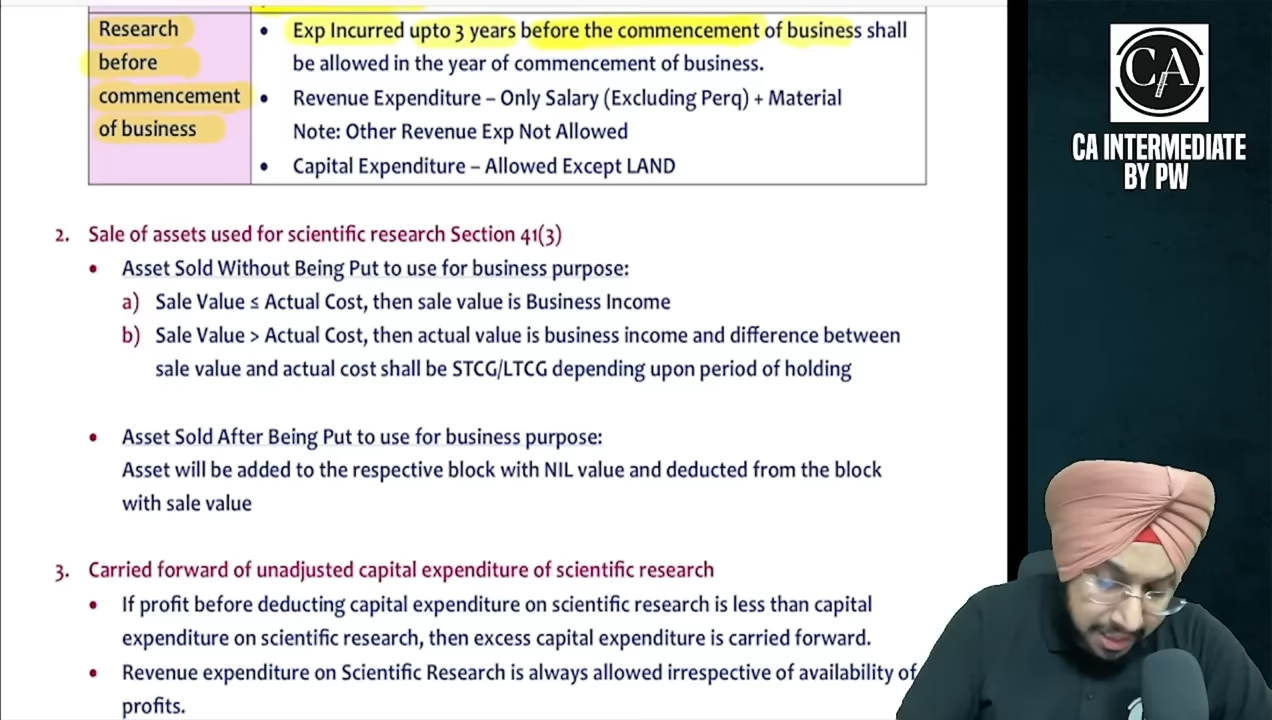 Research
before
commencement
of business
• Exp Incurred upto 3 years before the commencement of business shall
be allowed in the year of commencement of business.
• Revenue Expenditure – Only Salary (Excluding Perq) + Material
Note: Other Revenue Exp Not Allowed
• Capital Expenditure – Allowed Except LAND
2. Sale of assets used for scientific research Section 41(3)
• Asset Sold Without Being Put to use for business purpose:
a) Sale Value ≤ Actual Cost, then sale value is Business Income
b) Sale Value > Actual Cost, then actual value is business income and difference between
sale value and actual cost shall be STCG/LTCG depending upon period of holding
• Asset Sold After Being Put to use for business purpose:
Asset will be added to the respective block with NIL value and deducted from the block
with sale value
3. Carried forward of unadjusted capital expenditure of scientific research
• If profit before deducting capital expenditure on scientific research is less than capital
expenditure on scientific research, then excess capital expenditure is carried forward.
• Revenue expenditure on Scientific Research is always allowed irrespective of availability of
profits.
CA
CA INTERMEDIATE
BY PW